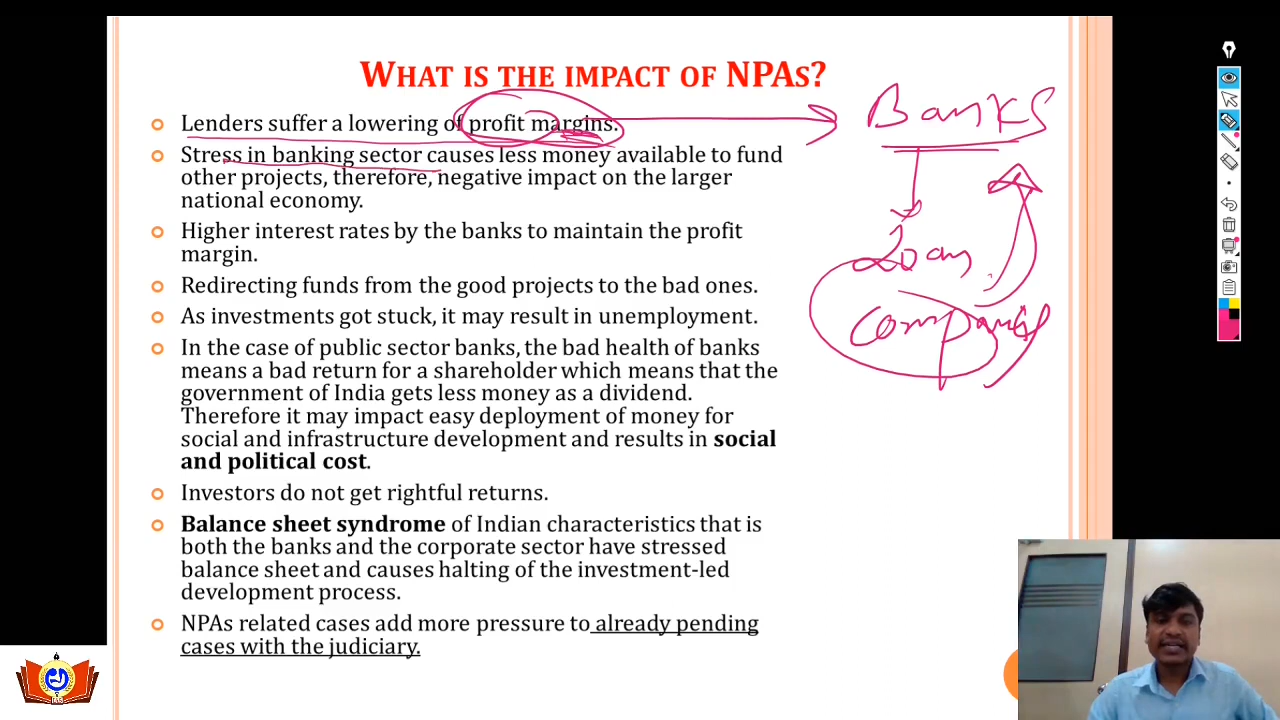 WHAT IS THE IMPACT OF NPAS?
Lenders suffer a lowering of profit margins.
Stress in banking sector causes less money available to fund
other projects, therefore, negative impact on the larger
national economy.
Higher interest rates by the banks to maintain the profit
margin.
Redirecting funds from the good projects to the bad ones.
As investments got stuck, it may result in unemployment.
In the case of public sector banks, the bad health of banks
means a bad return for a shareholder which means that the
government of India gets less money as a dividend.
Therefore it may impact easy deployment of money for
social and infrastructure development and results in social
and political cost.
Investors do not get rightful returns.
Balance sheet syndrome of Indian characteristics that is
both the banks and the corporate sector have stressed
balance sheet and causes halting of the investment-led
development process.
NPAs related cases add more pressure to already pending
cases with the judiciary.
Banks
Loan